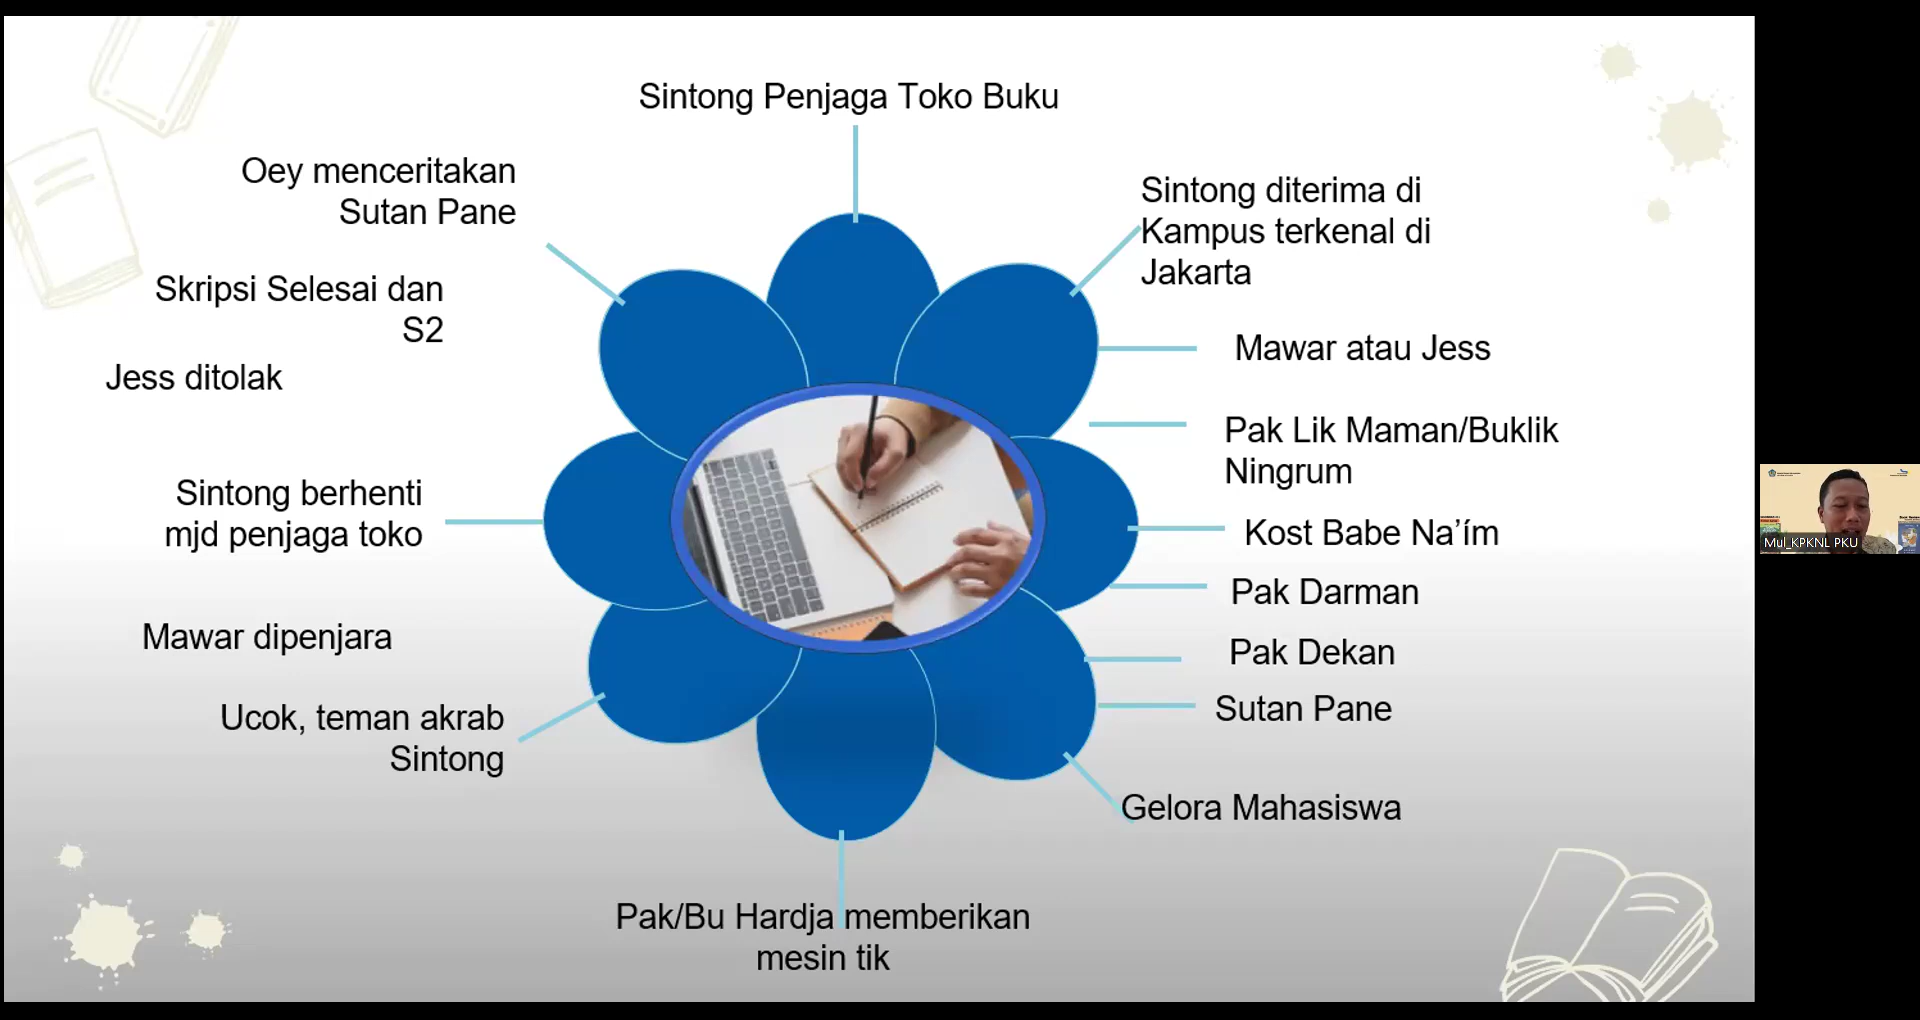 Sintong Penjaga Toko Buku
Oey menceritakan
Sutan Pane
Sintong diterima di
Kampus terkenal di
Jakarta
Skripsi Selesai dan
S2
Mawar atau Jess
Jess ditolak
Pak Lik Maman/Buklik
Ningrum
Sintong berhenti
mjd penjaga toko
Kost Babe Na’ím
Pak Darman
Mawar dipenjara
Pak Dekan
Ucok, teman akrab
Sintong
Sutan Pane
Gelora Mahasiswa
Pak/Bu Hardja memberikan
mesin tik
Mul_KPKNL PKU